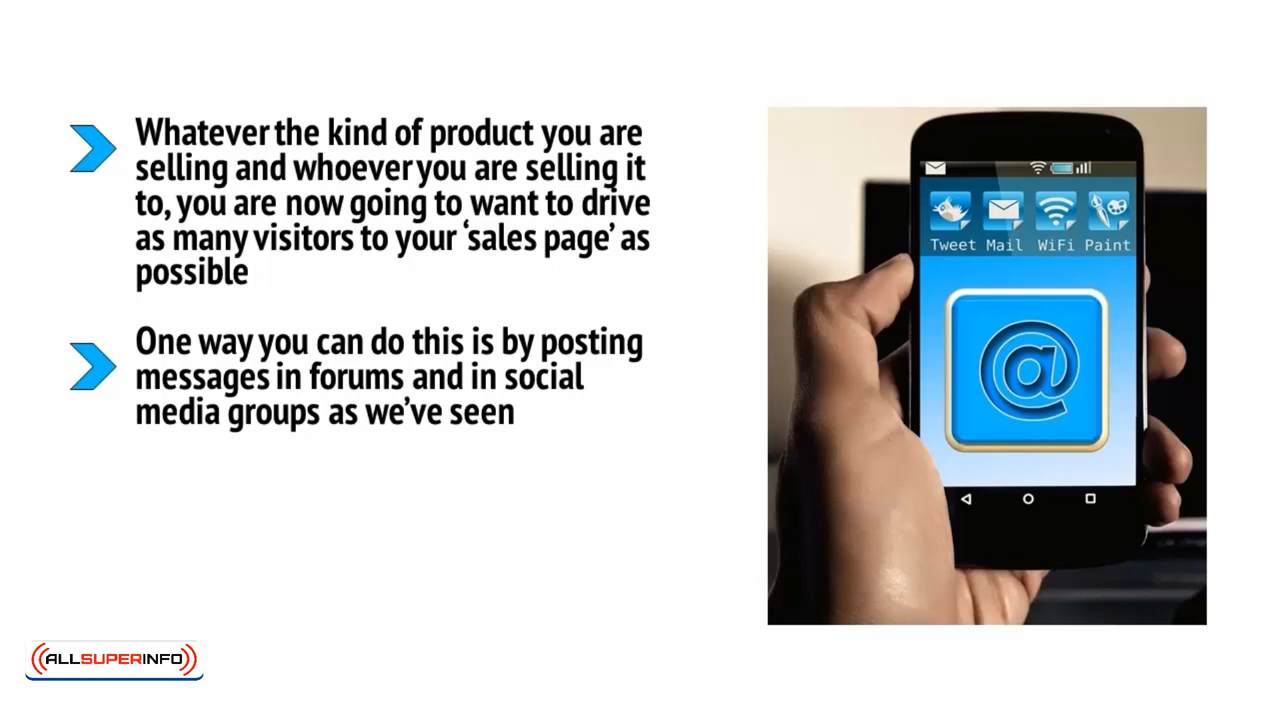 Whatever the kind of product you are
selling and whoever you are selling it
to, you are now going to want to drive
as many visitors to your ‘sales page’ as
possible
One way you can do this is by posting
messages in forums and in social
media groups as we’ve seen
Tweet Mail WiFi Paint
@
ALLSUPERINFO